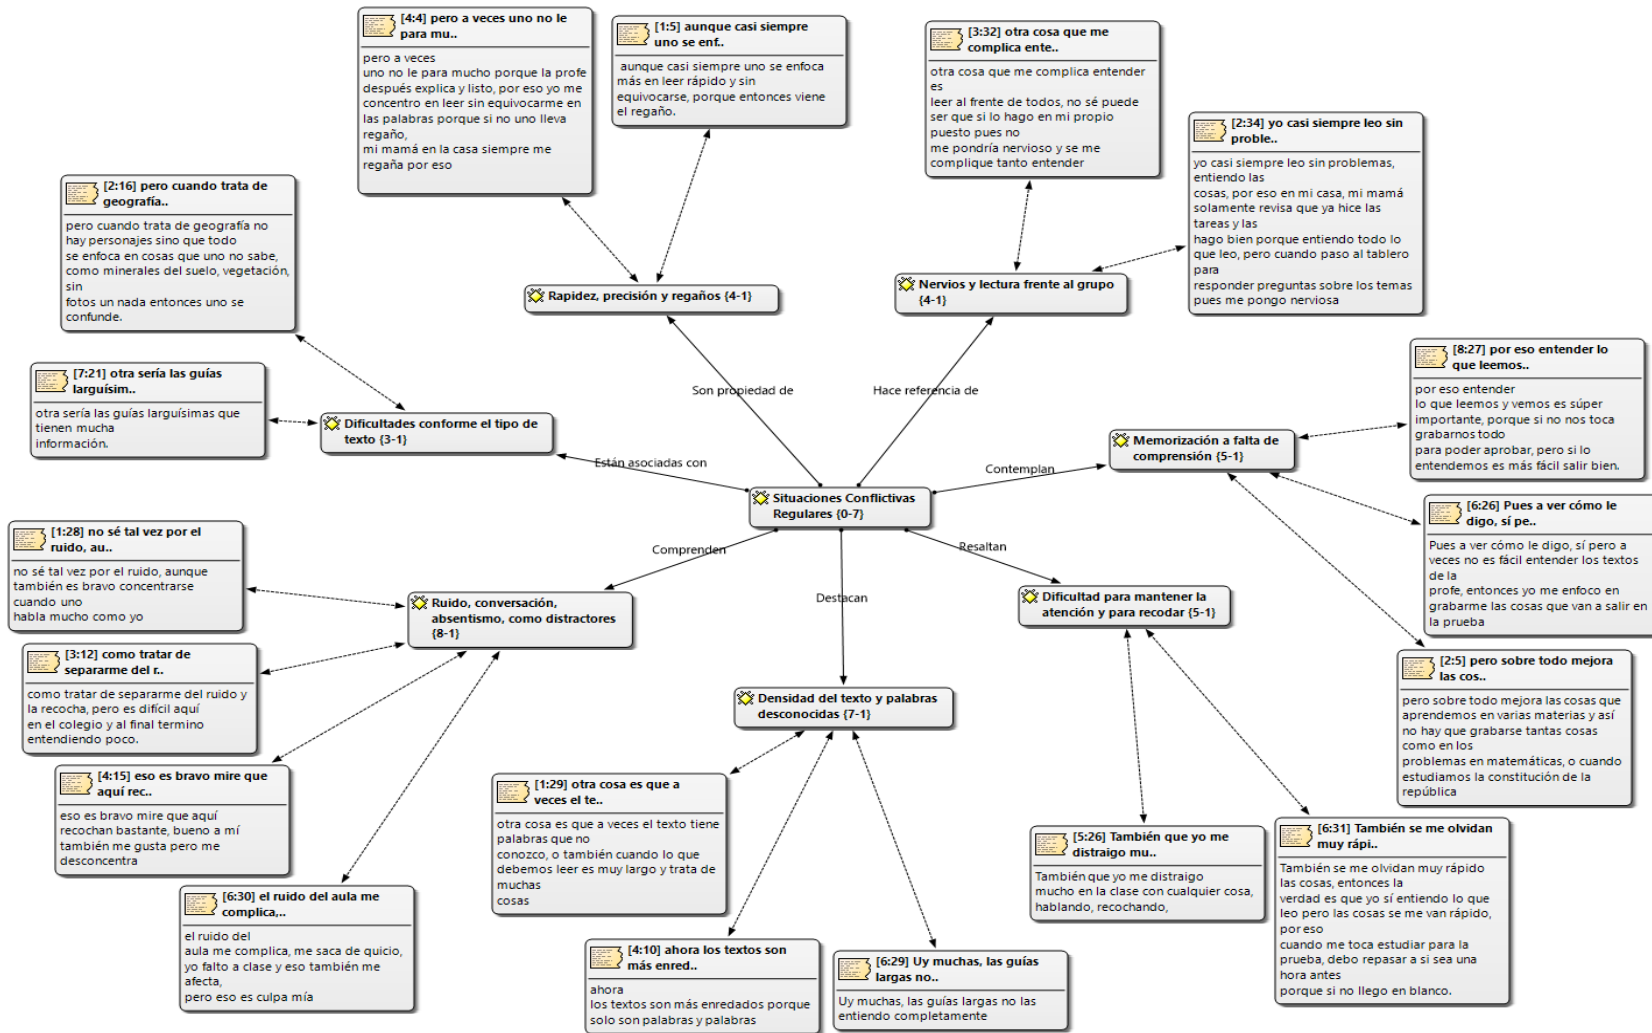 [4:4] pero a veces uno no le
para mu..
pero a veces
uno no le para mucho porque la profe
después explica y listo, por eso yo me
concentro en leer sin equivocarme en
las palabras porque si no uno lleva
regaño,
mi mamá en la casa siempre me
regaña por eso
[1:5] aunque casi siempre
uno se enf..
aunque casi siempre uno se enfoca
más en leer rápido y sin
equivocarse, porque entonces viene
el regaño.
[3:32] otra cosa que me
complica ente..
otra cosa que me complica entender
es
leer al frente de todos, no sé puede
ser que si lo hago en mi propio
puesto pues no
me pondría nervioso y se me
complique tanto entender
[2:34] yo casi siempre leo sin
proble..
yo casi siempre leo sin problemas,
entiendo las
cosas, por eso en mi casa, mi mamá
solamente revisa que ya hice las
tareas y las
hago bien porque entiendo todo lo
que leo, pero cuando paso al tablero
para
responder preguntas sobre los temas
pues me pongo nerviosa
[2:16] pero cuando trata de
geografía..
pero cuando trata de geografía no
hay personajes sino que todo
se enfoca en cosas que uno no sabe,
como minerales del suelo, vegetación,
sin
fotos un nada entonces uno se
confunde.
Rapidez, precisión y regaños {4-1}
Nervios y lectura frente al grupo
{4-1}
[7:21] otra sería las guías
larguísim..
otra sería las guías larguísimas que
tienen mucha
información.
Dificultades conforme el tipo de
texto {3-1}
Son propiedad de
Hace referencia de
Están asociadas con
Contemplan
Memorización a falta de
comprensión {5-1}
[8:27] por eso entender lo
que leemos..
por eso entender
lo que leemos y vemos es súper
importante, porque si no nos toca
grabarnos todo
para poder aprobar, pero si lo
entendemos es más fácil salir bien.
Situaciones Conflictivas
Regulares {0-7}
[6:26] Pues a ver cómo le
digo, sí pe..
Pues a ver cómo le digo, sí pero a
veces no es fácil entender los textos
de la
profe, entonces yo me enfoco en
grabarme las cosas que van a salir en
la prueba
[1:28] no sé tal vez por el
ruido, au..
no sé tal vez por el ruido, aunque
también es bravo concentrarse
cuando uno
habla mucho como yo
Comprenden
Destacan
Resaltan
Ruido, conversación,
absentismo, como distractores
{8-1}
Dificultad para mantener la
atención y para recodar {5-1}
[3:12] como tratar de
separarme del r..
como tratar de separarme del ruido y
la recocha, pero es difícil aquí
en el colegio y al final termino
entendiendo poco.
[2:5] pero sobre todo mejora
las cos..
pero sobre todo mejora las cosas que
aprendemos en varias materias y así
no hay que grabarse tantas cosas
como en los
problemas en matemáticas, o cuando
estudiamos la constitución de la
república
Densidad del texto y palabras
desconocidas {7-1}
[4:15] eso es bravo mire que
aquí rec..
eso es bravo mire que aquí
recochan bastante, bueno a mí
también me gusta pero me
desconcentra
[1:29] otra cosa es que a
veces el te..
otra cosa es que a veces el texto tiene
palabras que no
conozco, o también cuando lo que
debemos leer es muy largo y trata de
muchas
cosas
[5:26] También que yo me
distraigo mu..
También que yo me distraigo
mucho en la clase con cualquier cosa,
hablando, recochando,
[6:31] También se me olvidan
muy rápi..
También se me olvidan muy rápido
las cosas, entonces la
verdad es que yo sí entiendo lo que
leo pero las cosas se me van rápido,
por eso
cuando me toca estudiar para la
prueba, debo repasar a si sea una
hora antes
porque si no llego en blanco.
[6:30] el ruido del aula me
complica,..
el ruido del
aula me complica, me saca de quicio,
yo falto a clase y eso también me
afecta,
pero eso es culpa mía
[4:10] ahora los textos son
más enred..
ahora
los textos son más enredados porque
solo son palabras y palabras
[6:29] Uy muchas, las guías
largas no..
Uy muchas, las guías largas no las
entiendo completamente